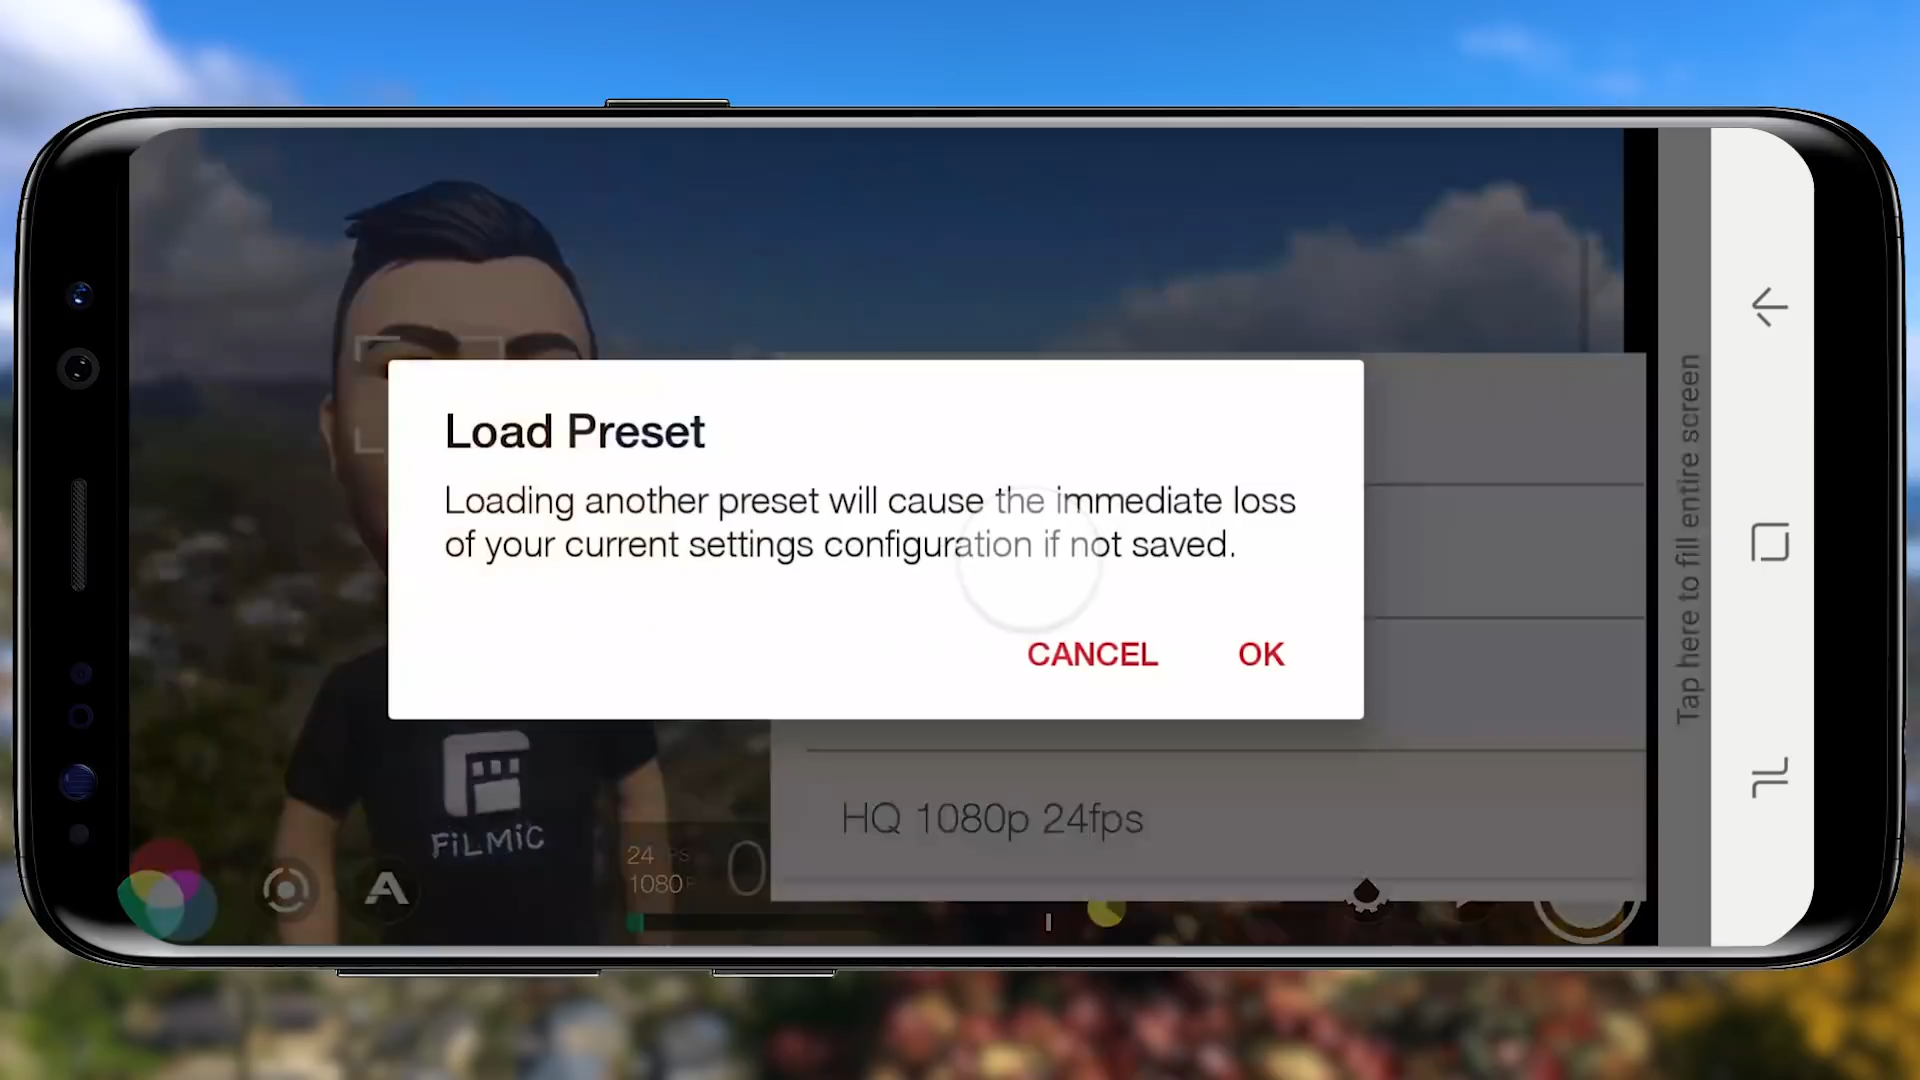 Load Preset
Loading another preset will cause the immediate loss
of your current settings configuration if not saved.
CANCEL OK
HQ 1080p 24fps
FiLMiC
24 FPS
1080P
0
A
Tap here to fill entire screen